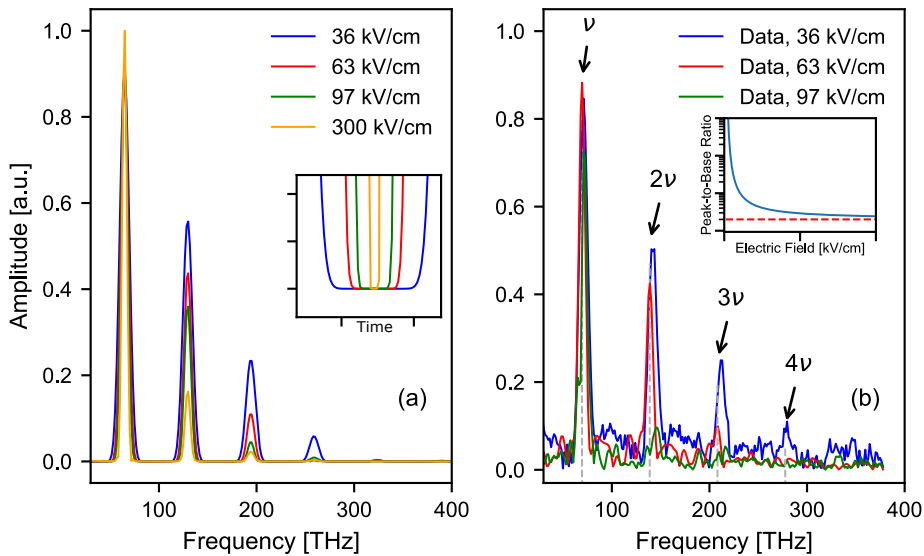 Amplitude [a.u.]
1.0
0.8
0.6
0.4
0.2
0.0
36 kV/cm
63 kV/cm
97 kV/cm
300 kV/cm
Time
(a)
100
200
300
400
Frequency [THz]
1.0
0.8
0.6
0.4
0.2
0.0
ν
2ν
3ν
4ν
Data, 36 kV/cm
Data, 63 kV/cm
Data, 97 kV/cm
Peak-to-Base Ratio
Electric Field [kV/cm]
(b)
100
200
300
400
Frequency [THz]